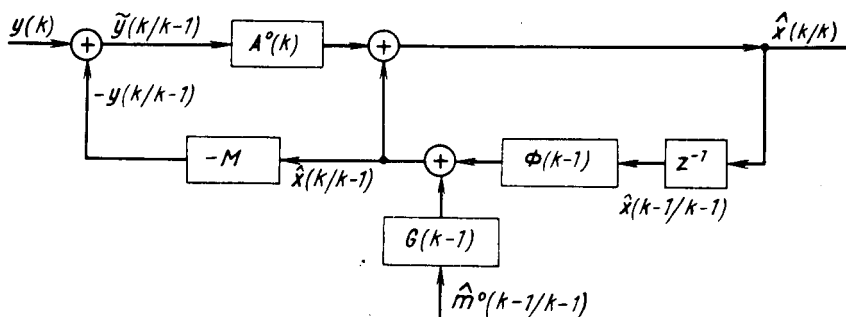 y(k)
ỹ(k/k-1)
A°(k)
x̂(k/k)
+
+
-y(k/k-1)
-M
x̂(k/k-1)
+
Φ(k-1)
z⁻¹
x̂(k-1/k-1)
G(k-1)
m̂°(k-1/k-1)